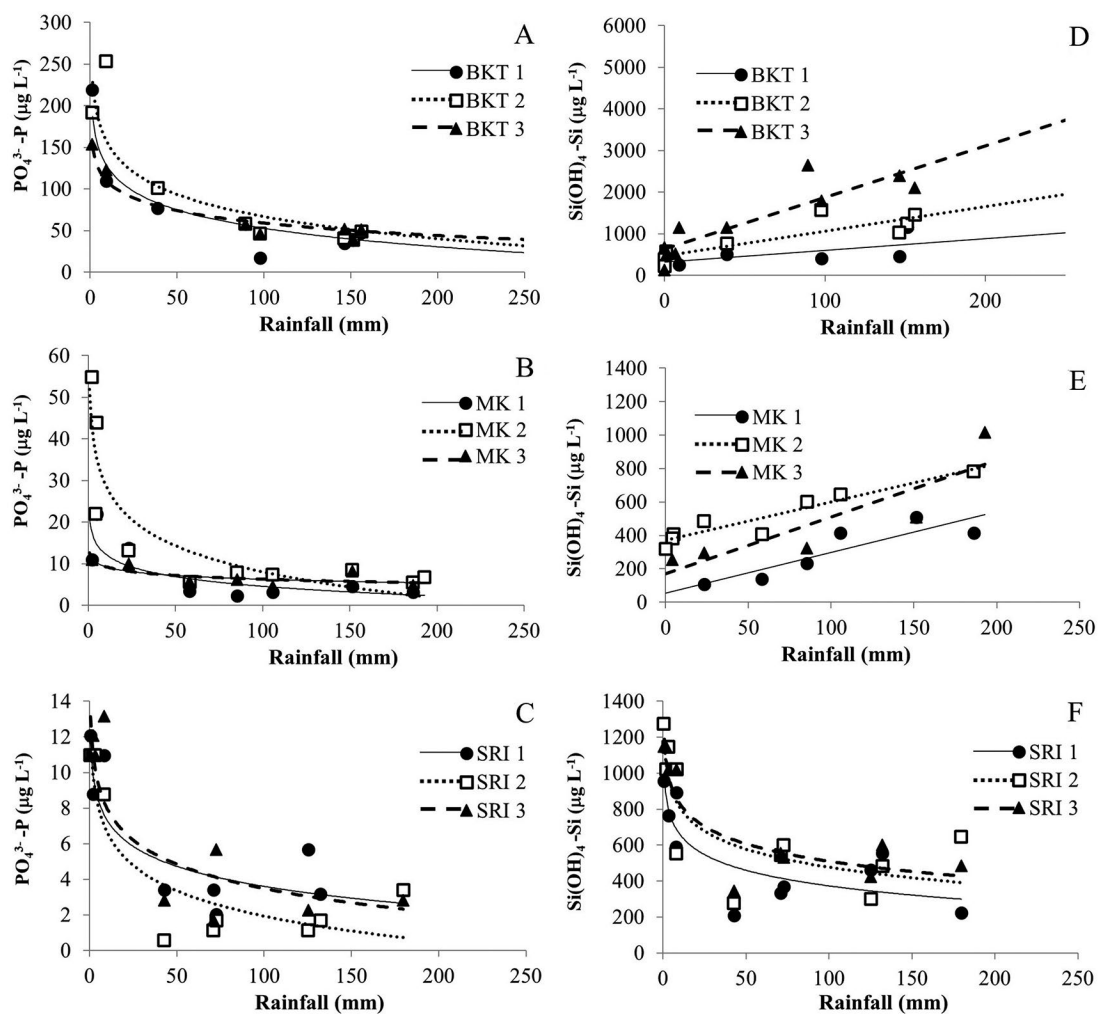 A
PO₄³⁻-P (µg L⁻¹)
300
250
200
150
100
50
0
BKT 1
BKT 2
BKT 3
0 50 100 150 200 250
Rainfall (mm)
D
Si(OH)₄-Si (µg L⁻¹)
6000
5000
4000
3000
2000
1000
0
BKT 1
BKT 2
BKT 3
0 100 200
Rainfall (mm)
B
PO₄³⁻-P (µg L⁻¹)
60
50
40
30
20
10
0
MK 1
MK 2
MK 3
0 50 100 150 200 250
Rainfall (mm)
E
Si(OH)₄-Si (µg L⁻¹)
1400
1200
1000
800
600
400
200
0
MK 1
MK 2
MK 3
0 50 100 150 200 250
Rainfall (mm)
C
PO₄³⁻-P (µg L⁻¹)
14
12
10
8
6
4
2
0
SRI 1
SRI 2
SRI 3
0 50 100 150 200 250
Rainfall (mm)
F
Si(OH)₄-Si (µg L⁻¹)
1400
1200
1000
800
600
400
200
0
SRI 1
SRI 2
SRI 3
0 50 100 150 200 250
Rainfall (mm)